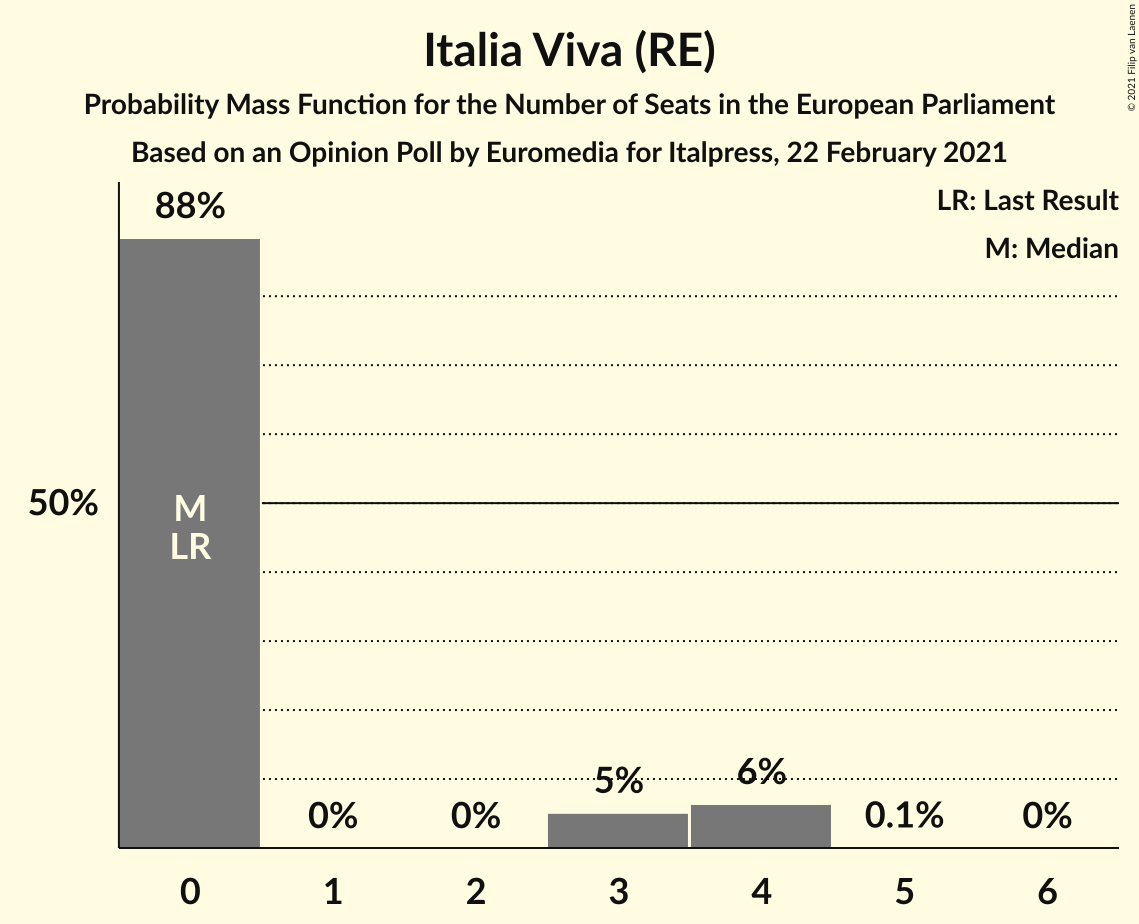 Italia Viva (RE)
Probability Mass Function for the Number of Seats in the European Parliament
Based on an Opinion Poll by Euromedia for Italpress, 22 February 2021
© 2021 Filip van Laenen
LR: Last Result
M: Median
88%
50%
M
LR
0%
0%
5%
6%
0.1%
0%
0
1
2
3
4
5
6